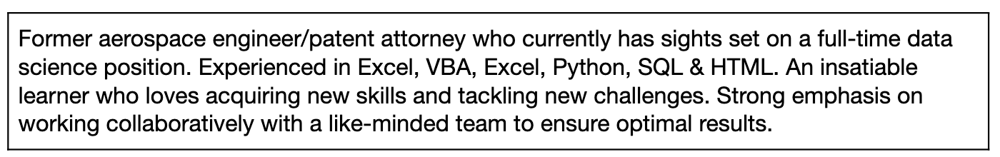 Former aerospace engineer/patent attorney who currently has sights set on a full-time data
science position. Experienced in Excel, VBA, Excel, Python, SQL & HTML. An insatiable
learner who loves acquiring new skills and tackling new challenges. Strong emphasis on
working collaboratively with a like-minded team to ensure optimal results.